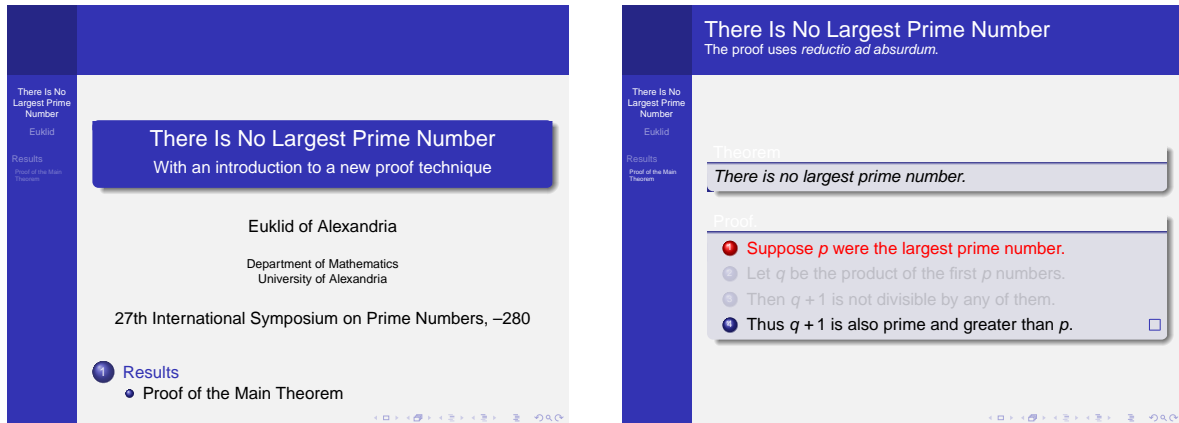 There Is No
Largest Prime
Number
Euklid
Results
Proof of the Main
Theorem
There Is No Largest Prime Number
With an introduction to a new proof technique
Euklid of Alexandria
Department of Mathematics
University of Alexandria
27th International Symposium on Prime Numbers, –280
1 Results
Proof of the Main Theorem
There Is No Largest Prime Number
The proof uses reductio ad absurdum.
There Is No
Largest Prime
Number
Euklid
Results
Proof of the Main
Theorem
Theorem
There is no largest prime number.
Proof.
1 Suppose p were the largest prime number.
2 Let q be the product of the first p numbers.
3 Then q + 1 is not divisible by any of them.
4 Thus q + 1 is also prime and greater than p.